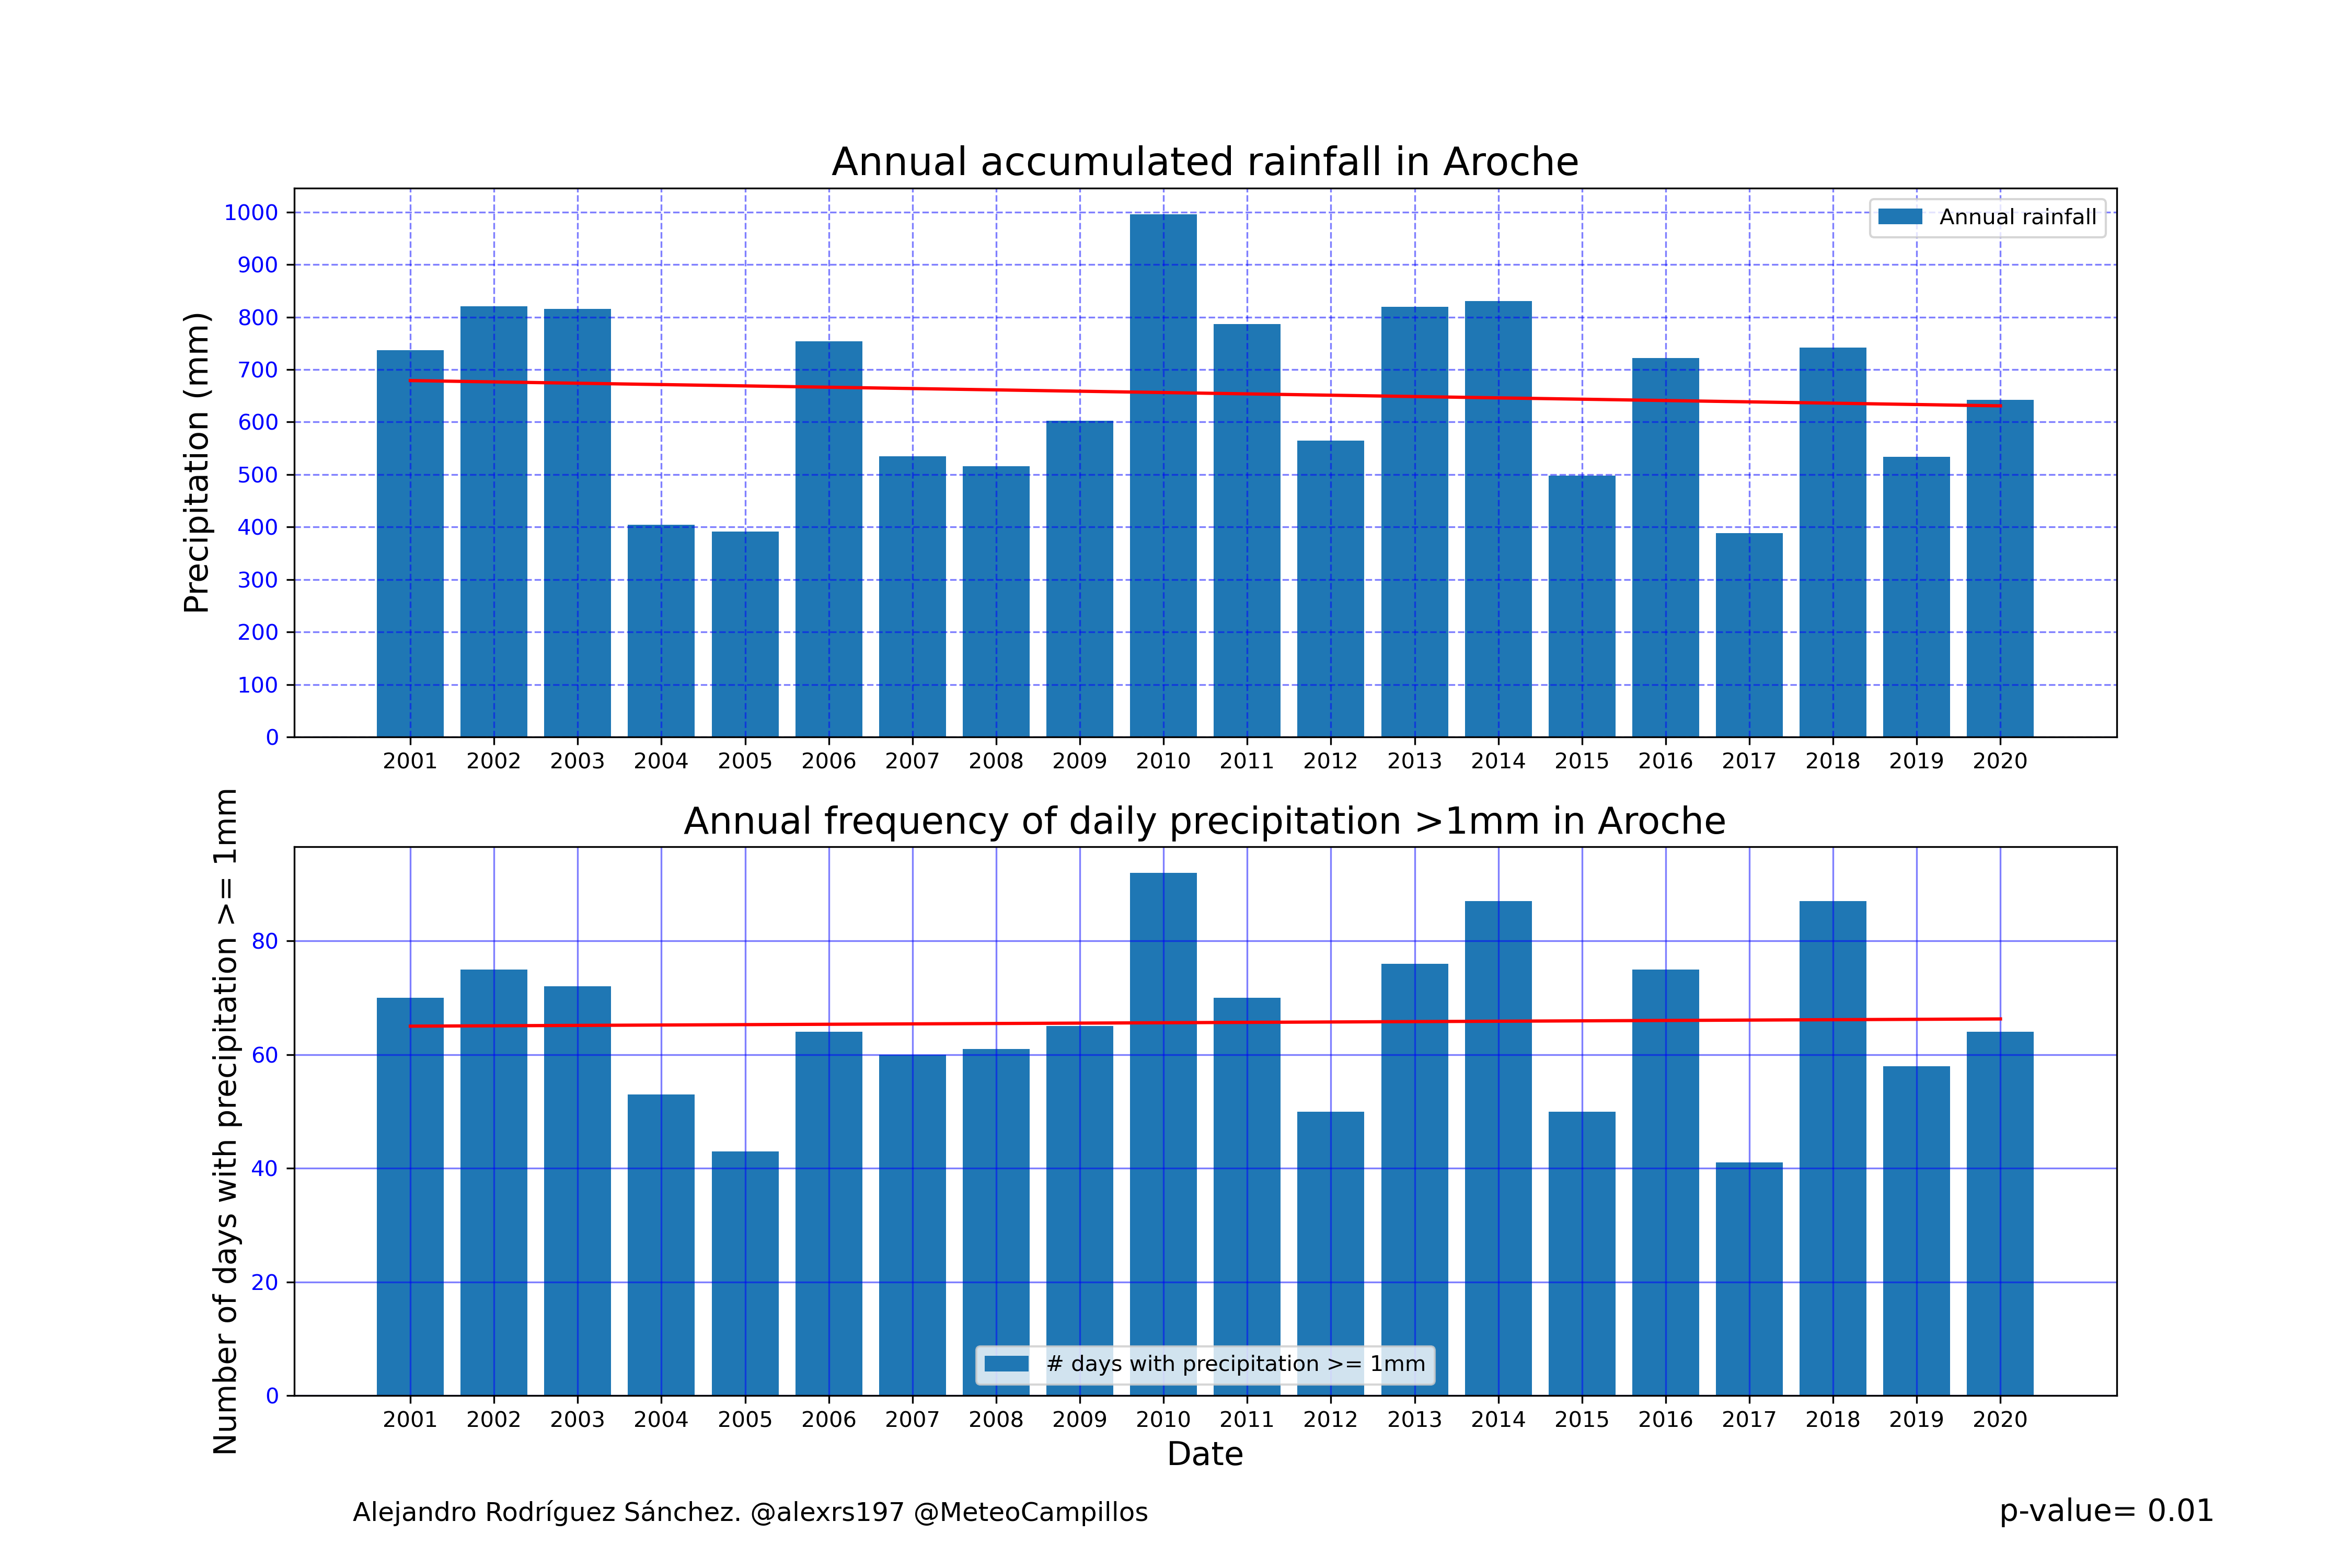 Annual accumulated rainfall in Aroche
Precipitation (mm)
1000
900
800
700
600
500
400
300
200
100
0
Annual rainfall
2001 2002 2003 2004 2005 2006 2007 2008 2009 2010 2011 2012 2013 2014 2015 2016 2017 2018 2019 2020
Annual frequency of daily precipitation >1mm in Aroche
Number of days with precipitation >= 1mm
80
60
40
20
0
# days with precipitation >= 1mm
2001 2002 2003 2004 2005 2006 2007 2008 2009 2010 2011 2012 2013 2014 2015 2016 2017 2018 2019 2020
Date
Alejandro Rodríguez Sánchez. @alexrs197 @MeteoCampillos
p-value= 0.01